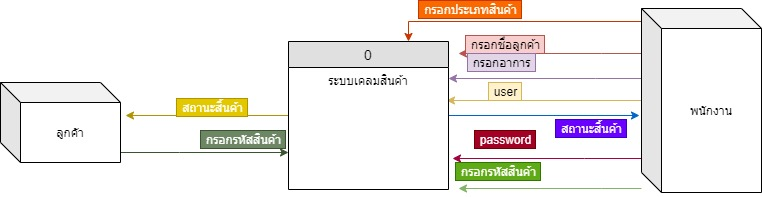 กรอกประเภทสินค้า
0
กรอกชื่อลูกค้า
กรอกอาการ
ระบบเคลมสินค้า
user
สถานะสิ้นค้า
พนักงาน
สถานะสิ้นค้า
ลูกค้า
กรอกรหัสสินค้า
password
กรอกรหัสสินค้า